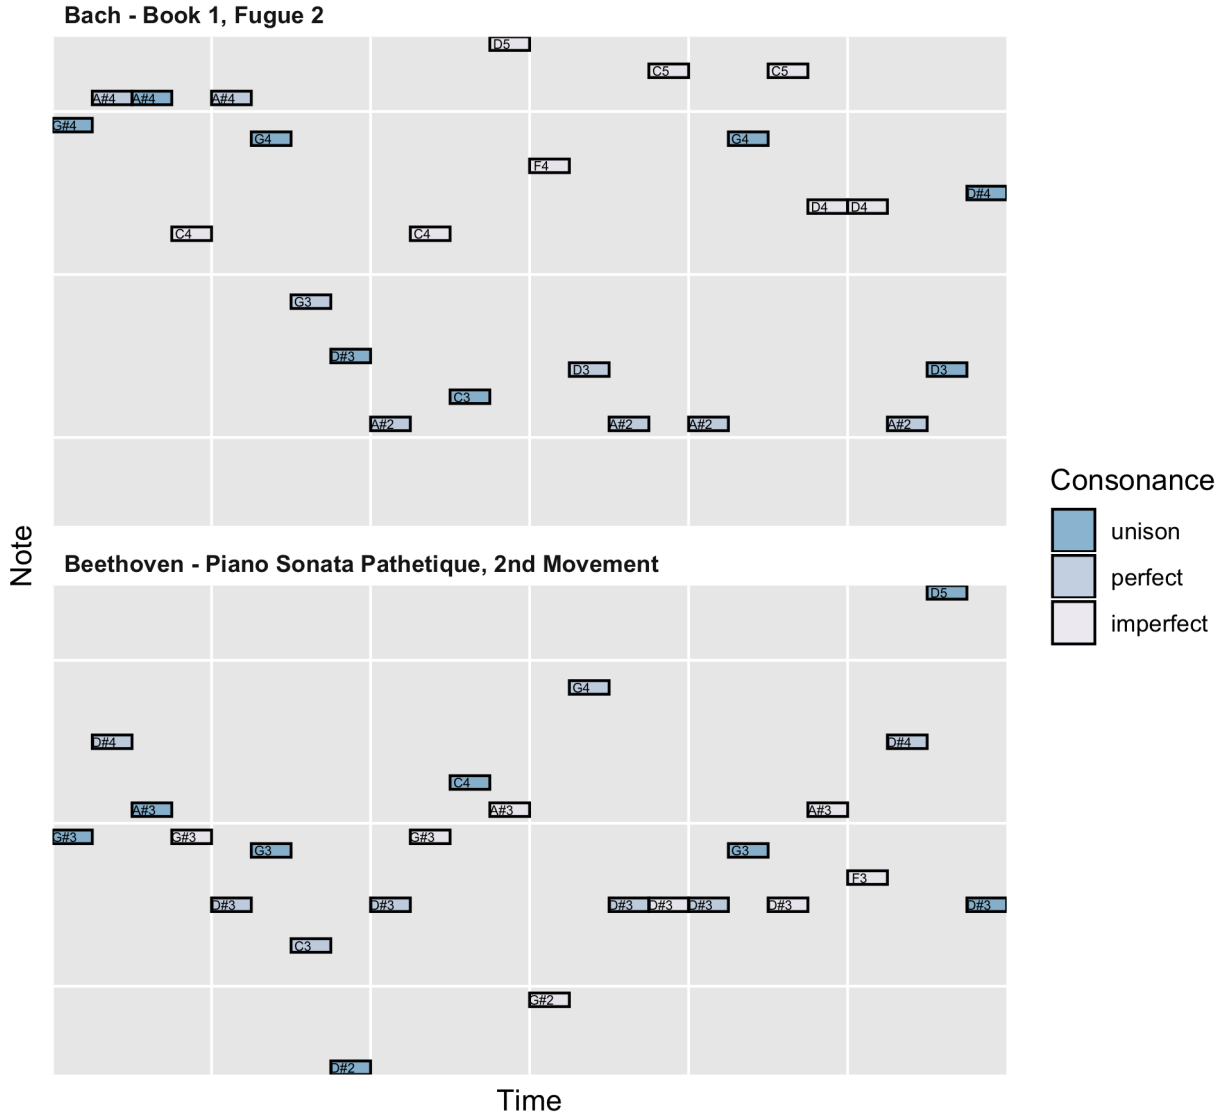 Bach - Book 1, Fugue 2
D5
C5 C5
A#4 A#4 A#4
G#4
G4 G4
F4
D#4
D4 D4
C4 C4
G3
D#3
D3 D3
C3
A#2 A#2 A#2 A#2
Note
Beethoven - Piano Sonata Pathetique, 2nd Movement
D5
G4
D#4 D#4
C4
A#3 A#3 A#3
G#3 G#3 G#3
G3 G3
F3
D#3 D#3 D#3 D#3 D#3 D#3 D#3
C3
G#2
D#2
Time
Consonance
unison
perfect
imperfect